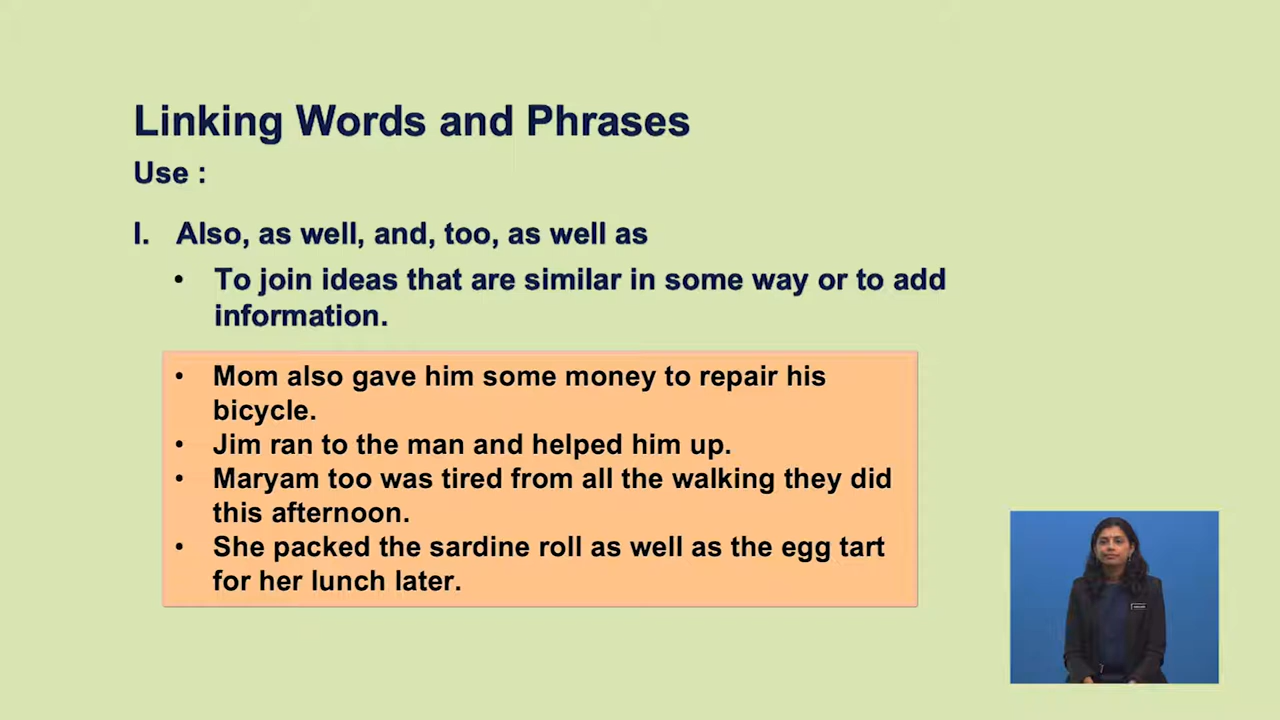 Linking Words and Phrases
Use :
I. Also, as well, and, too, as well as
• To join ideas that are similar in some way or to add
information.
• Mom also gave him some money to repair his
bicycle.
• Jim ran to the man and helped him up.
• Maryam too was tired from all the walking they did
this afternoon.
• She packed the sardine roll as well as the egg tart
for her lunch later.